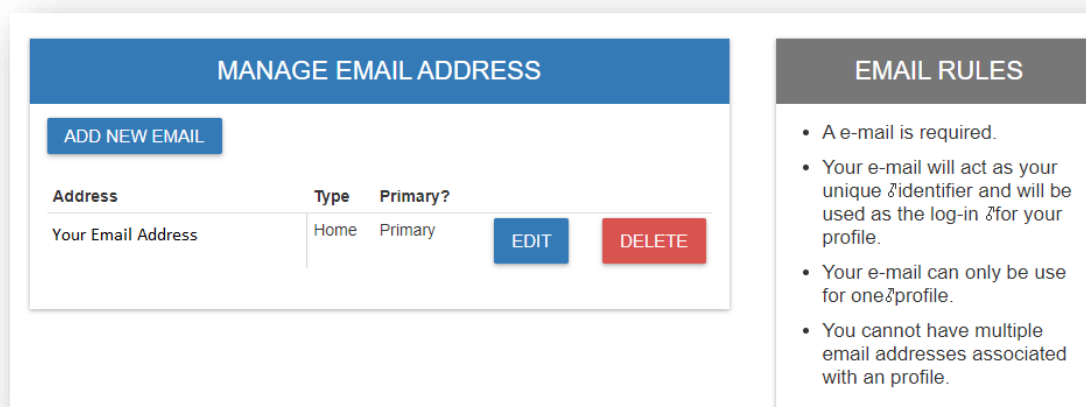 MANAGE EMAIL ADDRESS
ADD NEW EMAIL
Address Type Primary?
Your Email Address Home Primary EDIT DELETE
EMAIL RULES
• A e-mail is required.
• Your e-mail will act as your
unique identifier and will be
used as the log-in for your
profile.
• Your e-mail can only be use
for one profile.
• You cannot have multiple
email addresses associated
with an profile.